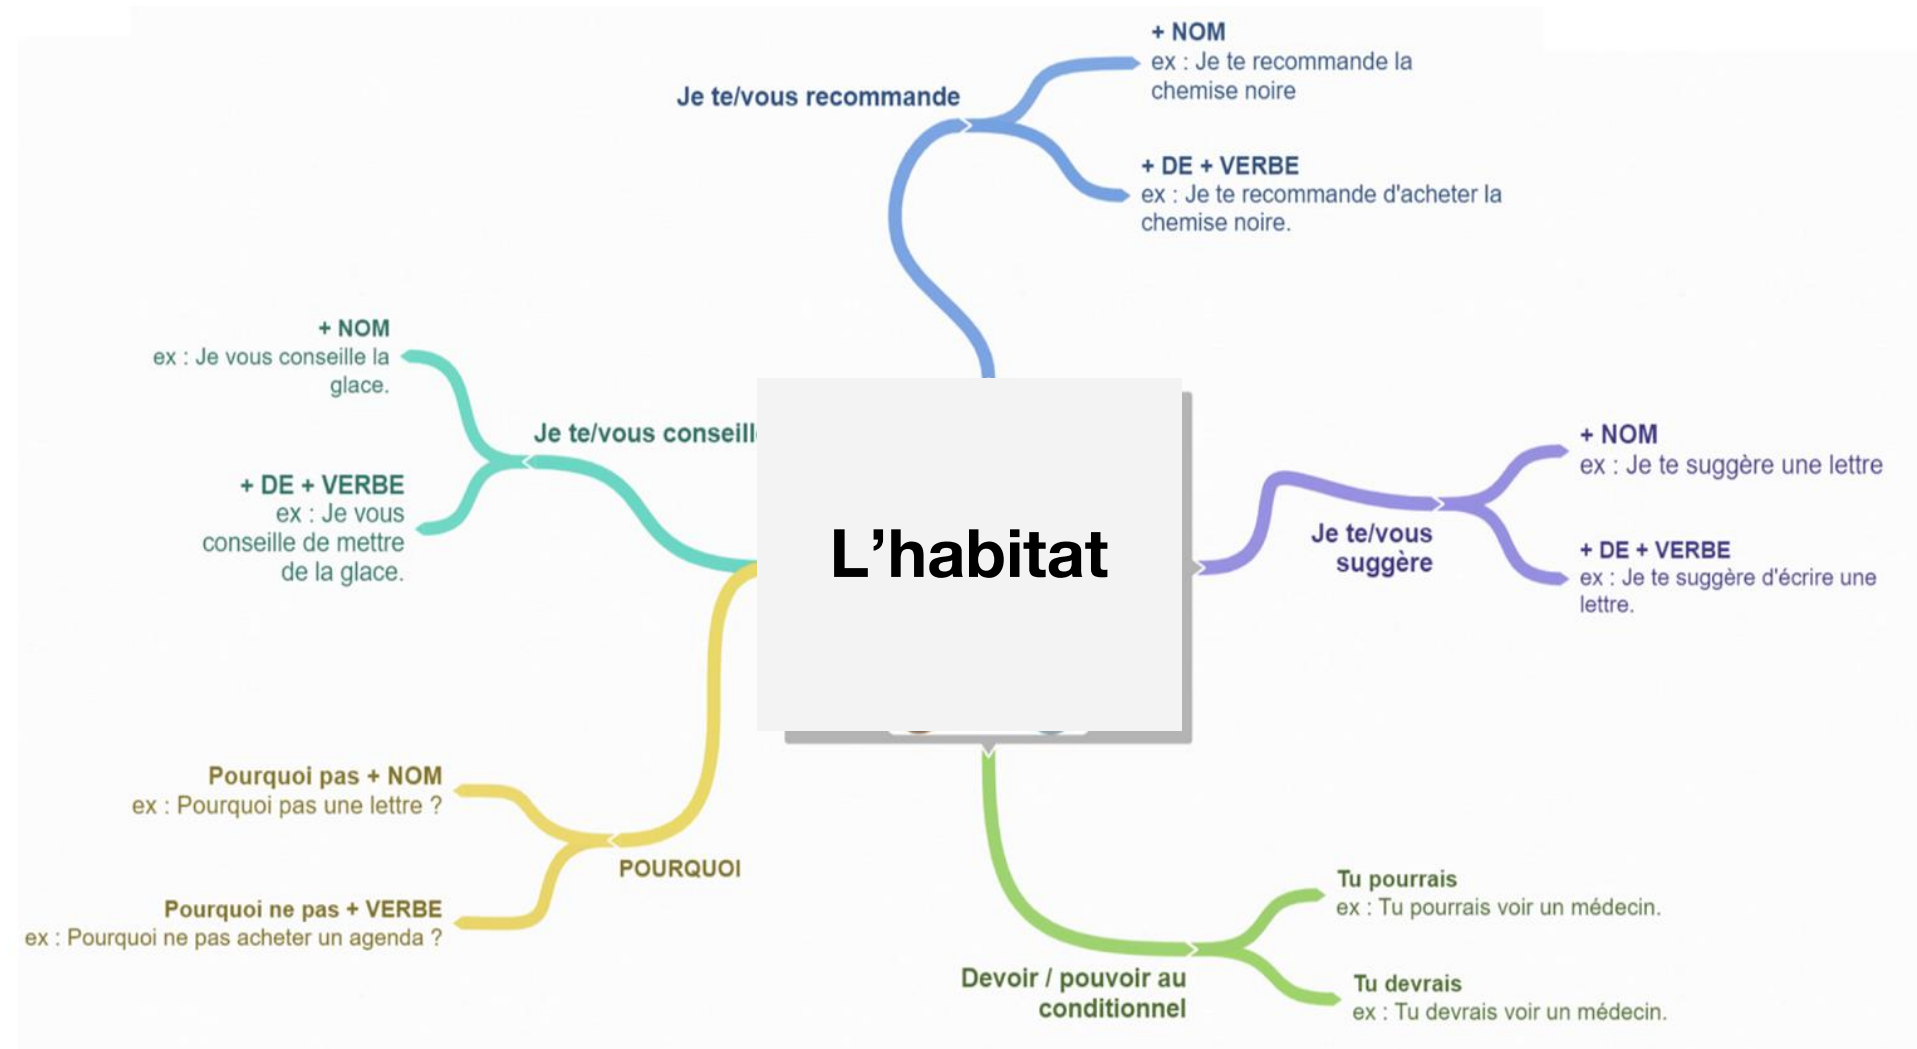 + NOM
ex : Je te recommande la
chemise noire
Je te/vous recommande
+ DE + VERBE
ex : Je te recommande d'acheter la
chemise noire.
+ NOM
ex : Je vous conseille la
glace.
Je te/vous conseill
+ DE + VERBE
ex : Je vous
conseille de mettre
de la glace.
L’habitat
+ NOM
ex : Je te suggère une lettre
Je te/vous
suggère
+ DE + VERBE
ex : Je te suggère d'écrire une
lettre.
Pourquoi pas + NOM
ex : Pourquoi pas une lettre ?
POURQUOI
Pourquoi ne pas + VERBE
ex : Pourquoi ne pas acheter un agenda ?
Tu pourrais
ex : Tu pourrais voir un médecin.
Devoir / pouvoir au
conditionnel
Tu devrais
ex : Tu devrais voir un médecin.